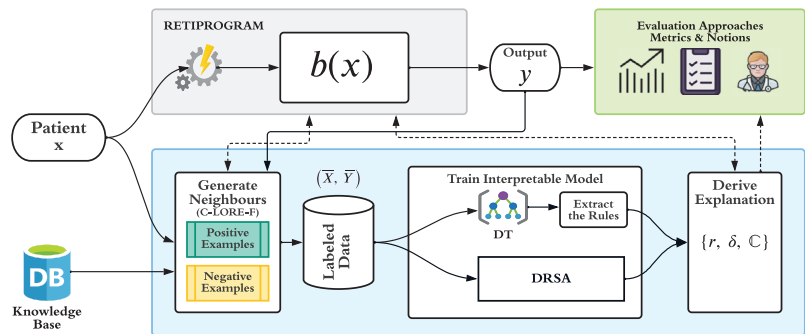 RETIPROGRAM
b(x)
Output
y
Evaluation Approaches
Metrics & Notions
Patient
x
Generate
Neighbours
(C-LORE-F)
Positive
Examples
Negative
Examples
(X̅, Y̅)
Labeled
Data
Train Interpretable Model
DT
Extract
the Rules
DRSA
Derive
Explanation
{r, δ, ℂ}
DB
Knowledge
Base